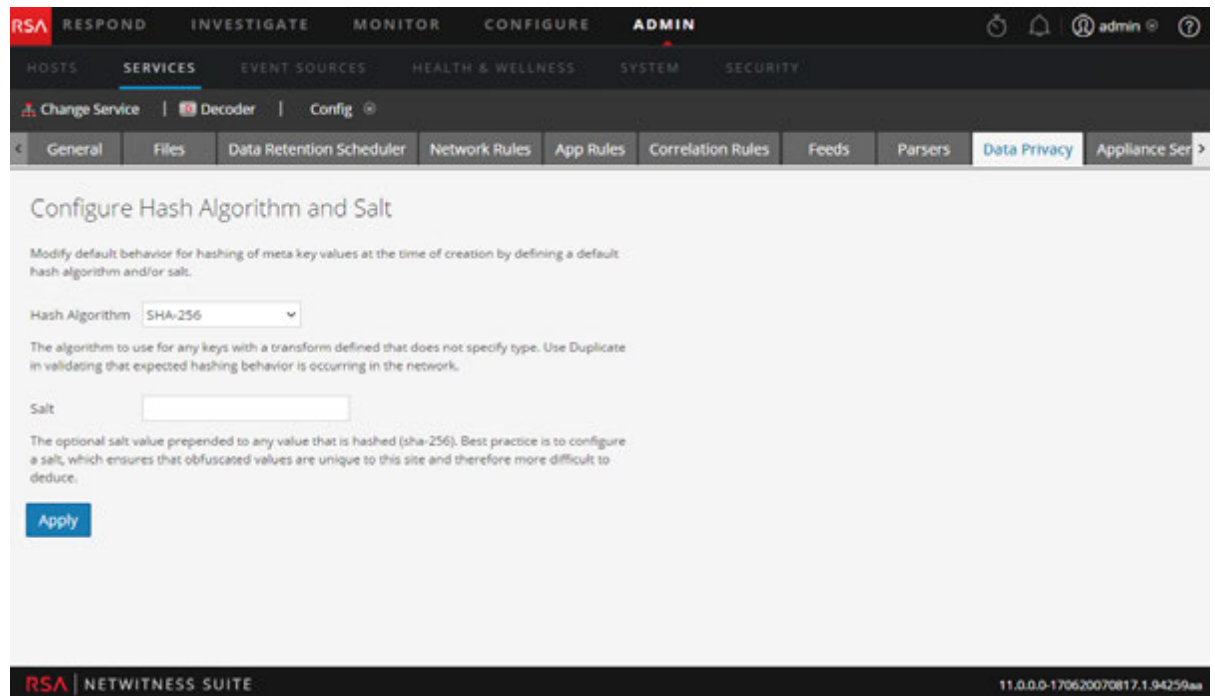 RSA RESPOND INVESTIGATE MONITOR CONFIGURE ADMIN admin ?
HOSTS SERVICES EVENT SOURCES HEALTH & WELLNESS SYSTEM SECURITY
Change Service | Decoder | Config
< General Files Data Retention Scheduler Network Rules App Rules Correlation Rules Feeds Parsers Data Privacy Appliance Ser >
Configure Hash Algorithm and Salt
Modify default behavior for hashing of meta key values at the time of creation by defining a default
hash algorithm and/or salt.
Hash Algorithm SHA-256
The algorithm to use for any keys with a transform defined that does not specify type. Use Duplicate
in validating that expected hashing behavior is occurring in the network.
Salt
The optional salt value prepended to any value that is hashed (sha-256). Best practice is to configure
a salt, which ensures that obfuscated values are unique to this site and therefore more difficult to
deduce.
Apply
RSA | NETWITNESS SUITE 11.0.0.0-170620070817.1.94259aa